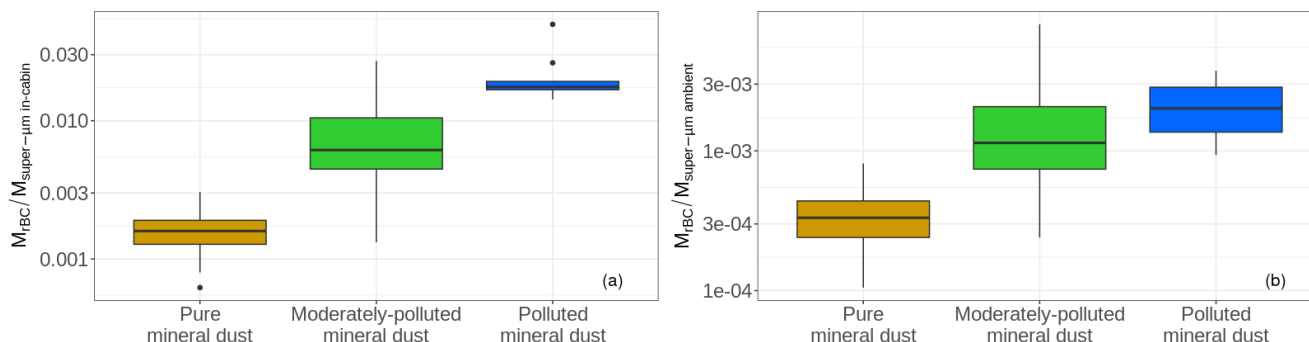 M_rBC/M_super−μm in-cabin
0.030
0.010
0.003
0.001
(a)
Pure
mineral dust
Moderately-polluted
mineral dust
Polluted
mineral dust
M_rBC/M_super−μm ambient
3e-03
1e-03
3e-04
1e-04
(b)
Pure
mineral dust
Moderately-polluted
mineral dust
Polluted
mineral dust